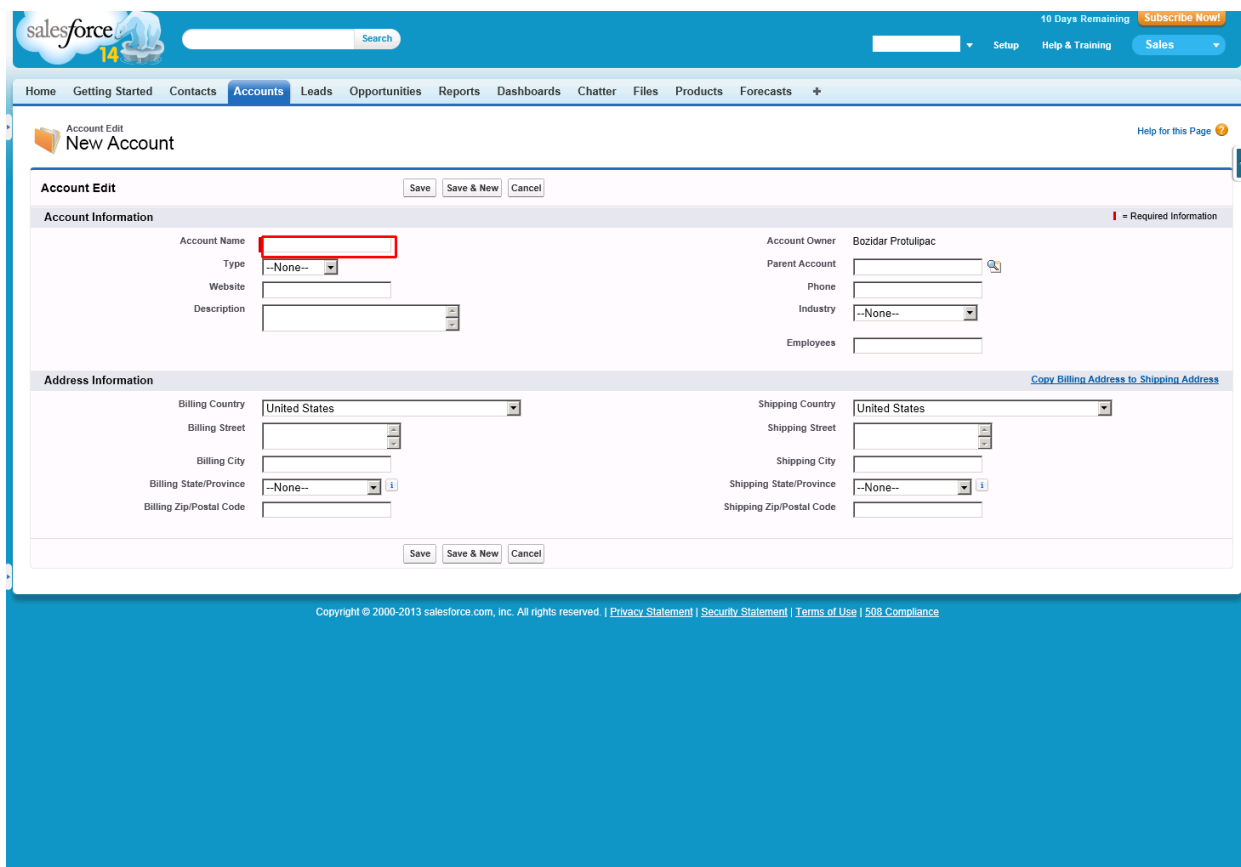 10 Days Remaining Subscribe Now!
salesforce
14
Search
Setup Help & Training Sales
Home Getting Started Contacts Accounts Leads Opportunities Reports Dashboards Chatter Files Products Forecasts +
Account Edit
New Account
Help for this Page ?
Account Edit Save Save & New Cancel
Account Information = Required Information
Account Name Account Owner Bozidar Protulipac
Type --None-- Parent Account
Website Phone
Description Industry --None--
Employees
Address Information Copy Billing Address to Shipping Address
Billing Country United States Shipping Country United States
Billing Street Shipping Street
Billing City Shipping City
Billing State/Province --None-- i Shipping State/Province --None-- i
Billing Zip/Postal Code Shipping Zip/Postal Code
Save Save & New Cancel
Copyright © 2000-2013 salesforce.com, inc. All rights reserved. | Privacy Statement | Security Statement | Terms of Use | 508 Compliance